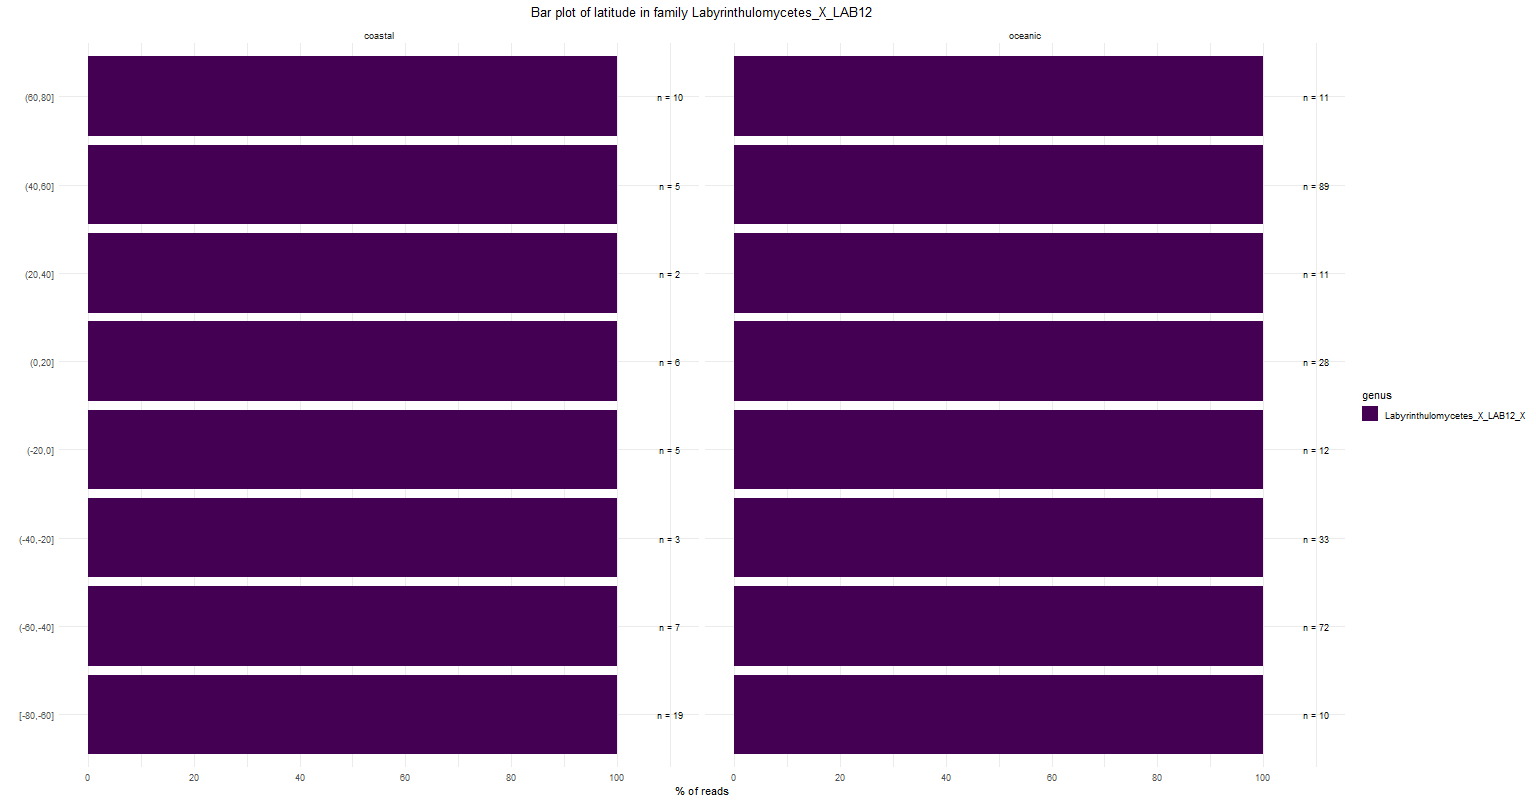 Bar plot of latitude in family Labyrinthulomycetes_X_LAB12
coastal
oceanic
(60,80]
n = 10
n = 11
(40,60]
n = 5
n = 89
(20,40]
n = 2
n = 11
(0,20]
n = 6
n = 28
(-20,0]
n = 5
n = 12
(-40,-20]
n = 3
n = 33
(-60,-40]
n = 7
n = 72
[-80,-60]
n = 19
n = 10
0 20 40 60 80 100
0 20 40 60 80 100
% of reads
genus
Labyrinthulomycetes_X_LAB12_X